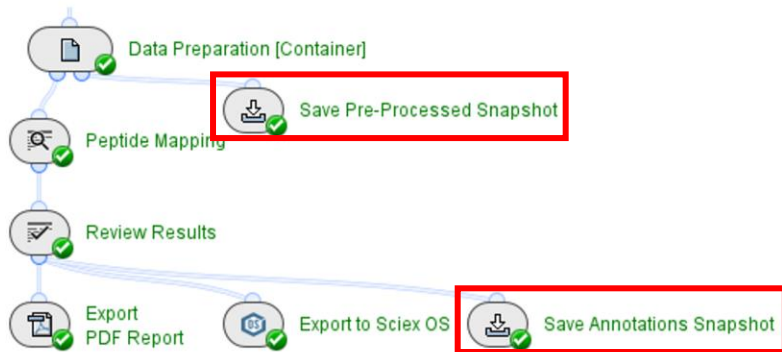 Data Preparation [Container]
Save Pre-Processed Snapshot
Peptide Mapping
Review Results
Export
PDF Report
OS
Export to Sciex OS
Save Annotations Snapshot